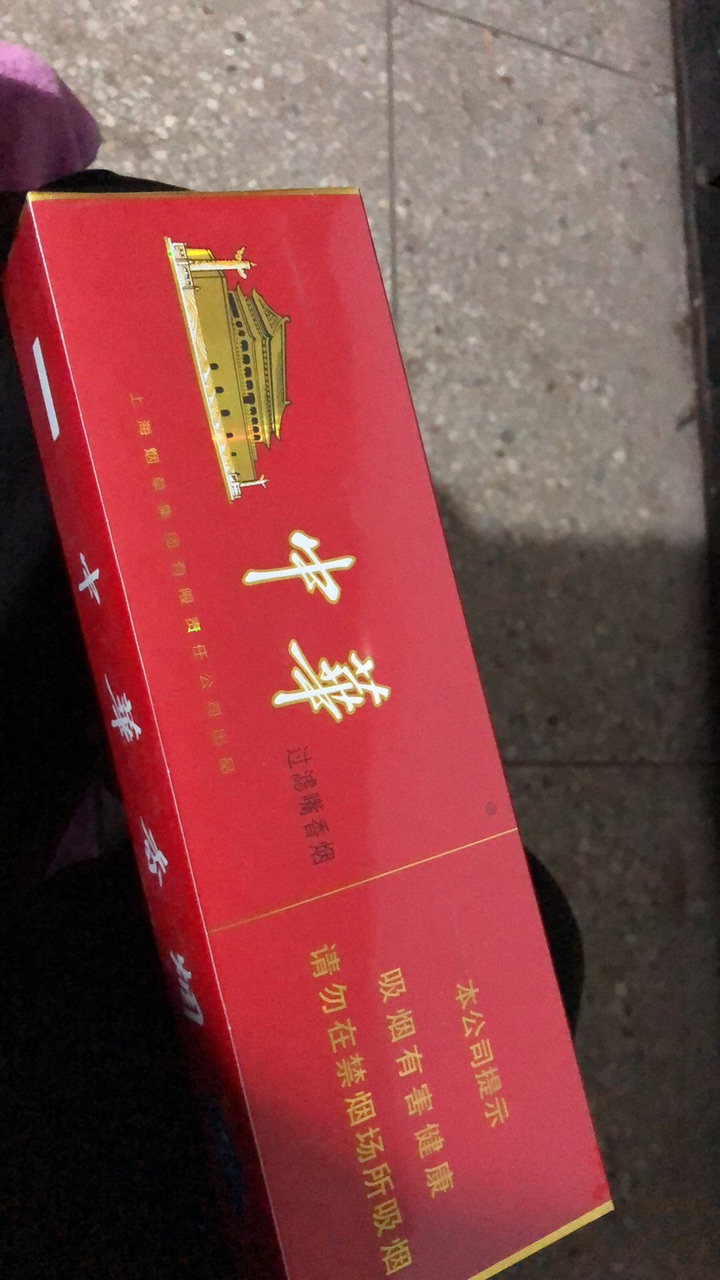 中華
过滤嘴香烟
上海烟草集团有限责任公司出品
®
本公司提示
吸烟有害健康
请勿在禁烟场所吸烟
中華香烟